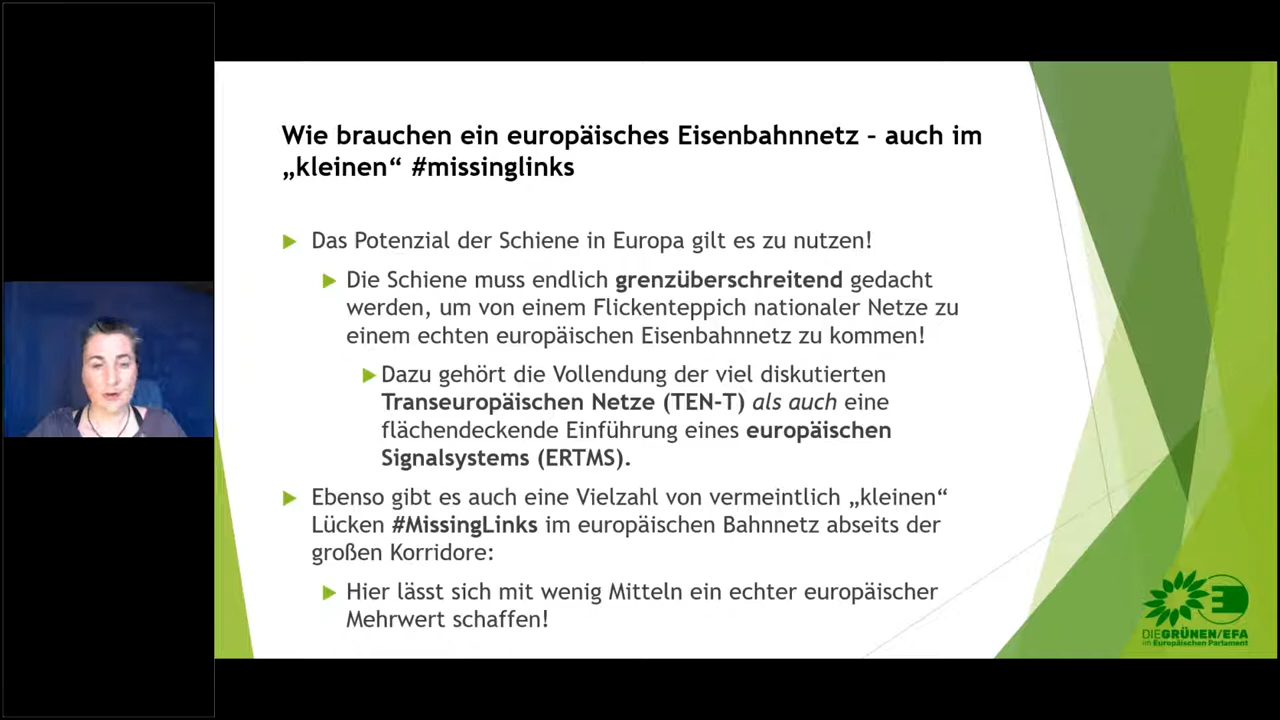 Wie brauchen ein europäisches Eisenbahnnetz – auch im
„kleinen“ #missinglinks
Das Potenzial der Schiene in Europa gilt es zu nutzen!
Die Schiene muss endlich grenzüberschreitend gedacht
werden, um von einem Flickenteppich nationaler Netze zu
einem echten europäischen Eisenbahnnetz zu kommen!
Dazu gehört die Vollendung der viel diskutierten
Transeuropäischen Netze (TEN-T) als auch eine
flächendeckende Einführung eines europäischen
Signalsystems (ERTMS).
Ebenso gibt es auch eine Vielzahl von vermeintlich „kleinen“
Lücken #MissingLinks im europäischen Bahnnetz abseits der
großen Korridore:
Hier lässt sich mit wenig Mitteln ein echter europäischer
Mehrwert schaffen!
DIE GRÜNEN/EFA
im Europäischen Parlament